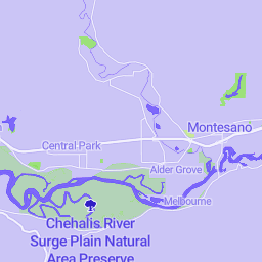 Montesano
Central Park
Alder Grove
Melbourne
Chehalis River
Surge Plain Natural
Area Preserve